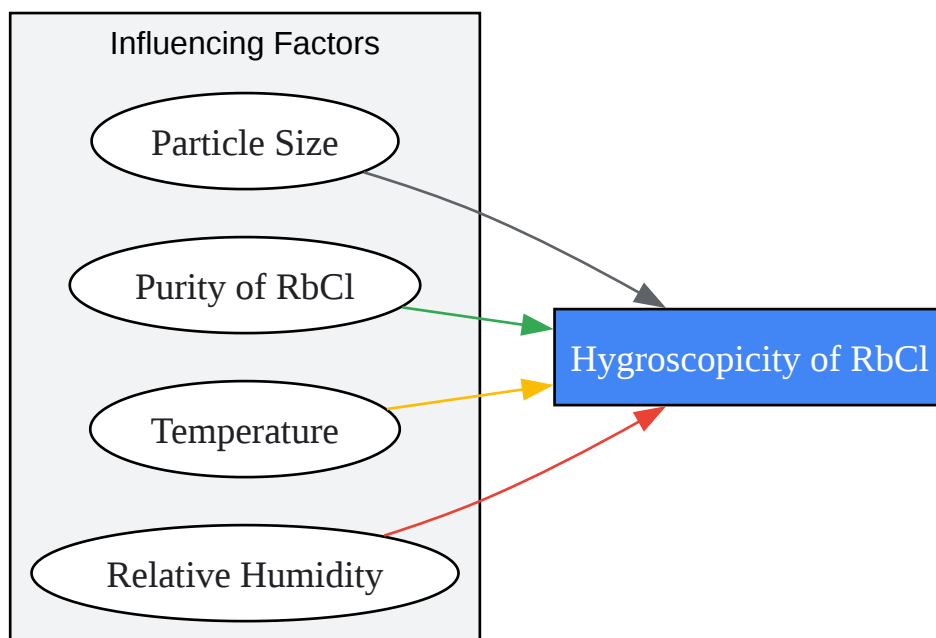 Influencing Factors
Particle Size
Purity of RbCl
Temperature
Relative Humidity
Hygroscopicity of RbCl